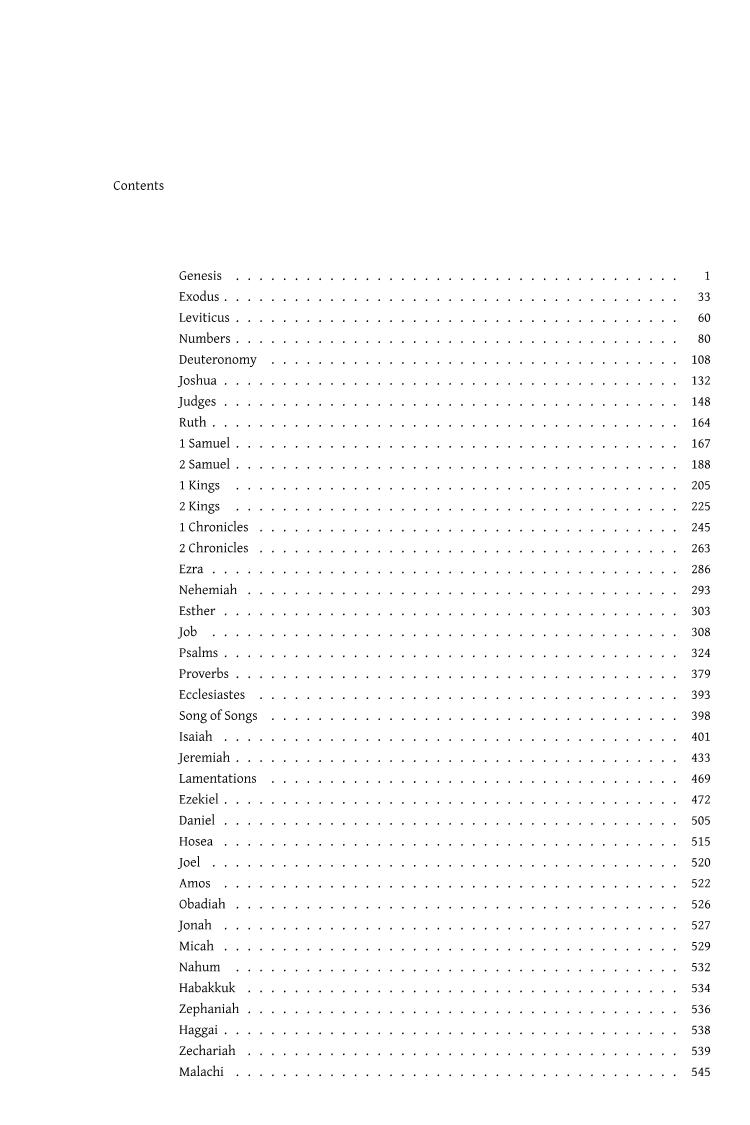 Contents
Genesis . . . . . . . . . . . . . . . . . . . . . . . . . . . . . . . . . . . . . . 1
Exodus . . . . . . . . . . . . . . . . . . . . . . . . . . . . . . . . . . . . . . . 33
Leviticus . . . . . . . . . . . . . . . . . . . . . . . . . . . . . . . . . . . . . . 60
Numbers . . . . . . . . . . . . . . . . . . . . . . . . . . . . . . . . . . . . . . 80
Deuteronomy . . . . . . . . . . . . . . . . . . . . . . . . . . . . . . . . . . . 108
Joshua . . . . . . . . . . . . . . . . . . . . . . . . . . . . . . . . . . . . . . . 132
Judges . . . . . . . . . . . . . . . . . . . . . . . . . . . . . . . . . . . . . . . 148
Ruth . . . . . . . . . . . . . . . . . . . . . . . . . . . . . . . . . . . . . . . . 164
1 Samuel . . . . . . . . . . . . . . . . . . . . . . . . . . . . . . . . . . . . . . 167
2 Samuel . . . . . . . . . . . . . . . . . . . . . . . . . . . . . . . . . . . . . . 188
1 Kings . . . . . . . . . . . . . . . . . . . . . . . . . . . . . . . . . . . . . . 205
2 Kings . . . . . . . . . . . . . . . . . . . . . . . . . . . . . . . . . . . . . . 225
1 Chronicles . . . . . . . . . . . . . . . . . . . . . . . . . . . . . . . . . . . . 245
2 Chronicles . . . . . . . . . . . . . . . . . . . . . . . . . . . . . . . . . . . . 263
Ezra . . . . . . . . . . . . . . . . . . . . . . . . . . . . . . . . . . . . . . . . 286
Nehemiah . . . . . . . . . . . . . . . . . . . . . . . . . . . . . . . . . . . . . 293
Esther . . . . . . . . . . . . . . . . . . . . . . . . . . . . . . . . . . . . . . . 303
Job . . . . . . . . . . . . . . . . . . . . . . . . . . . . . . . . . . . . . . . . 308
Psalms . . . . . . . . . . . . . . . . . . . . . . . . . . . . . . . . . . . . . . . 324
Proverbs . . . . . . . . . . . . . . . . . . . . . . . . . . . . . . . . . . . . . . 379
Ecclesiastes . . . . . . . . . . . . . . . . . . . . . . . . . . . . . . . . . . . . 393
Song of Songs . . . . . . . . . . . . . . . . . . . . . . . . . . . . . . . . . . . 398
Isaiah . . . . . . . . . . . . . . . . . . . . . . . . . . . . . . . . . . . . . . . 401
Jeremiah . . . . . . . . . . . . . . . . . . . . . . . . . . . . . . . . . . . . . . 433
Lamentations . . . . . . . . . . . . . . . . . . . . . . . . . . . . . . . . . . . 469
Ezekiel . . . . . . . . . . . . . . . . . . . . . . . . . . . . . . . . . . . . . . . 472
Daniel . . . . . . . . . . . . . . . . . . . . . . . . . . . . . . . . . . . . . . . 505
Hosea . . . . . . . . . . . . . . . . . . . . . . . . . . . . . . . . . . . . . . . 515
Joel . . . . . . . . . . . . . . . . . . . . . . . . . . . . . . . . . . . . . . . . 520
Amos . . . . . . . . . . . . . . . . . . . . . . . . . . . . . . . . . . . . . . . 522
Obadiah . . . . . . . . . . . . . . . . . . . . . . . . . . . . . . . . . . . . . . 526
Jonah . . . . . . . . . . . . . . . . . . . . . . . . . . . . . . . . . . . . . . . 527
Micah . . . . . . . . . . . . . . . . . . . . . . . . . . . . . . . . . . . . . . . 529
Nahum . . . . . . . . . . . . . . . . . . . . . . . . . . . . . . . . . . . . . . 532
Habakkuk . . . . . . . . . . . . . . . . . . . . . . . . . . . . . . . . . . . . . 534
Zephaniah . . . . . . . . . . . . . . . . . . . . . . . . . . . . . . . . . . . . . 536
Haggai . . . . . . . . . . . . . . . . . . . . . . . . . . . . . . . . . . . . . . . 538
Zechariah . . . . . . . . . . . . . . . . . . . . . . . . . . . . . . . . . . . . . 539
Malachi . . . . . . . . . . . . . . . . . . . . . . . . . . . . . . . . . . . . . . 545